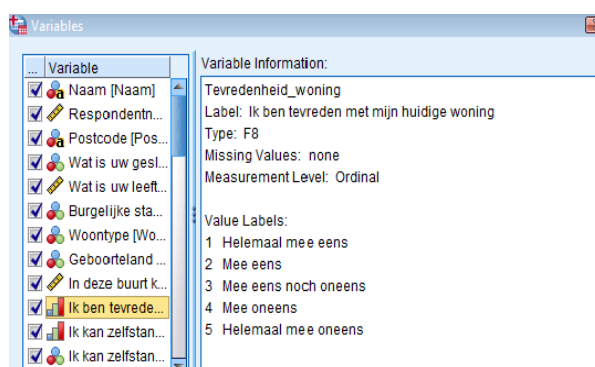 Variables
... Variable
Naam [Naam]
Respondentn...
Postcode [Pos...
Wat is uw gesl...
Wat is uw leeft...
Burgelijke sta...
Woontype [Wo...
Geboorteland ...
In deze buurt k...
Ik ben tevrede...
Ik kan zelfstan...
Ik kan zelfstan...
Variable Information:
Tevredenheid_woning
Label: Ik ben tevreden met mijn huidige woning
Type: F8
Missing Values: none
Measurement Level: Ordinal
Value Labels:
1 Helemaal mee eens
2 Mee eens
3 Mee eens noch oneens
4 Mee oneens
5 Helemaal mee oneens